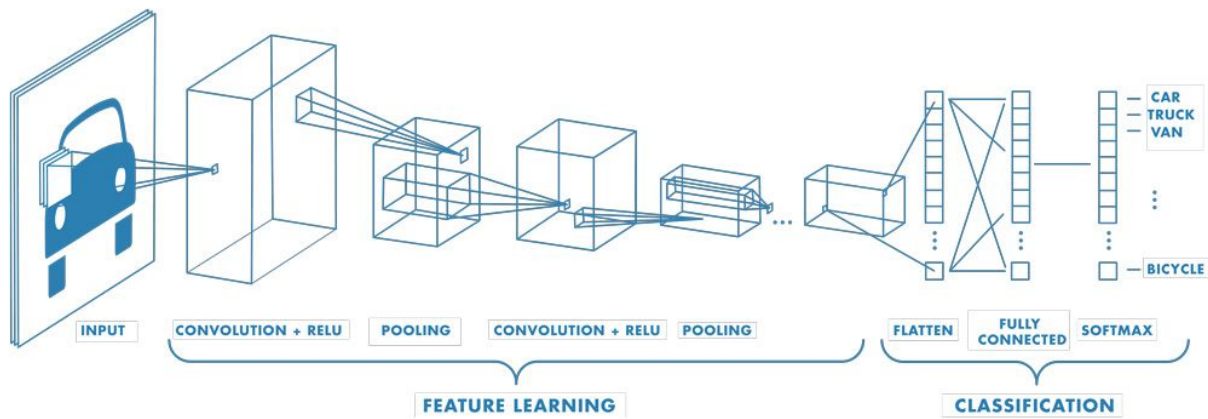 CAR
TRUCK
VAN
BICYCLE
INPUT
CONVOLUTION + RELU
POOLING
CONVOLUTION + RELU
POOLING
FLATTEN
FULLY
CONNECTED
SOFTMAX
FEATURE LEARNING
CLASSIFICATION